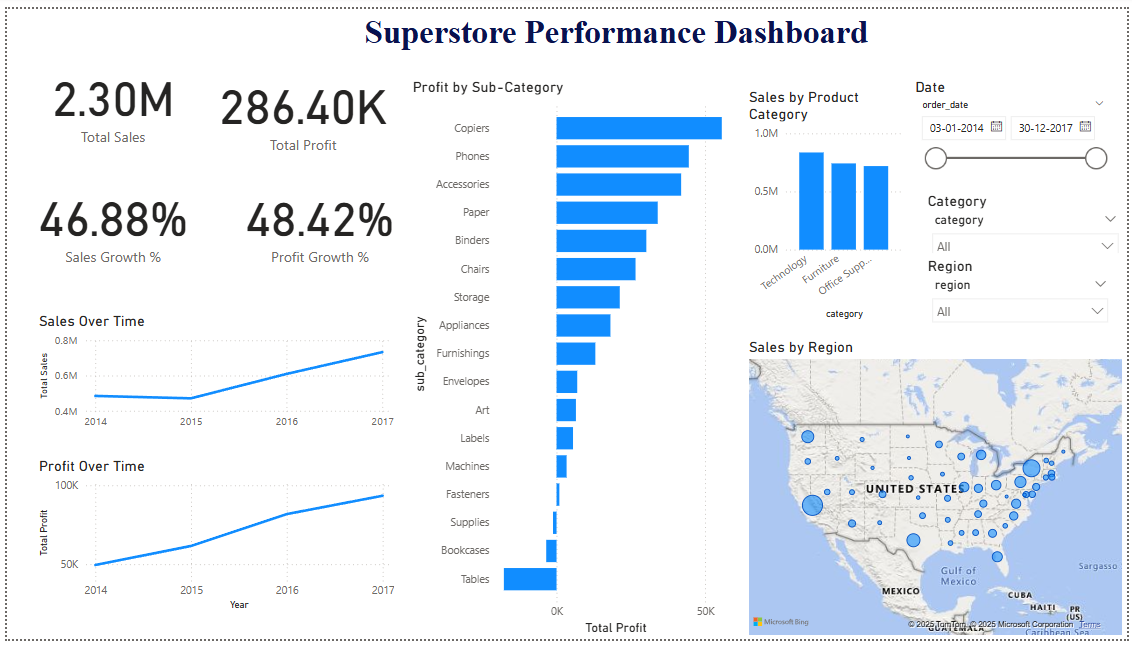 Superstore Performance Dashboard
2.30M
Total Sales
286.40K
Total Profit
46.88%
Sales Growth %
48.42%
Profit Growth %
Sales Over Time
Total Sales
0.8M
0.6M
0.4M
2014 2015 2016 2017
Profit Over Time
Total Profit
100K
50K
2014 2015 2016 2017
Year
Profit by Sub-Category
sub_category
Copiers
Phones
Accessories
Paper
Binders
Chairs
Storage
Appliances
Furnishings
Envelopes
Art
Labels
Machines
Fasteners
Supplies
Bookcases
Tables
0K 50K
Total Profit
Sales by Product
Category
1.0M
0.5M
0.0M
Technology
Furniture
Office Supp...
category
Date
order_date
03-01-2014 30-12-2017
Category
category
All
Region
region
All
Sales by Region
UNITED STATES
Gulf of
Mexico
Sargasso
MEXICO
CUBA
HAITI
PR
(US)
GUATEMALA
Caribbean Sea
Microsoft Bing
© 2025 TomTom, © 2025 Microsoft Corporation Terms